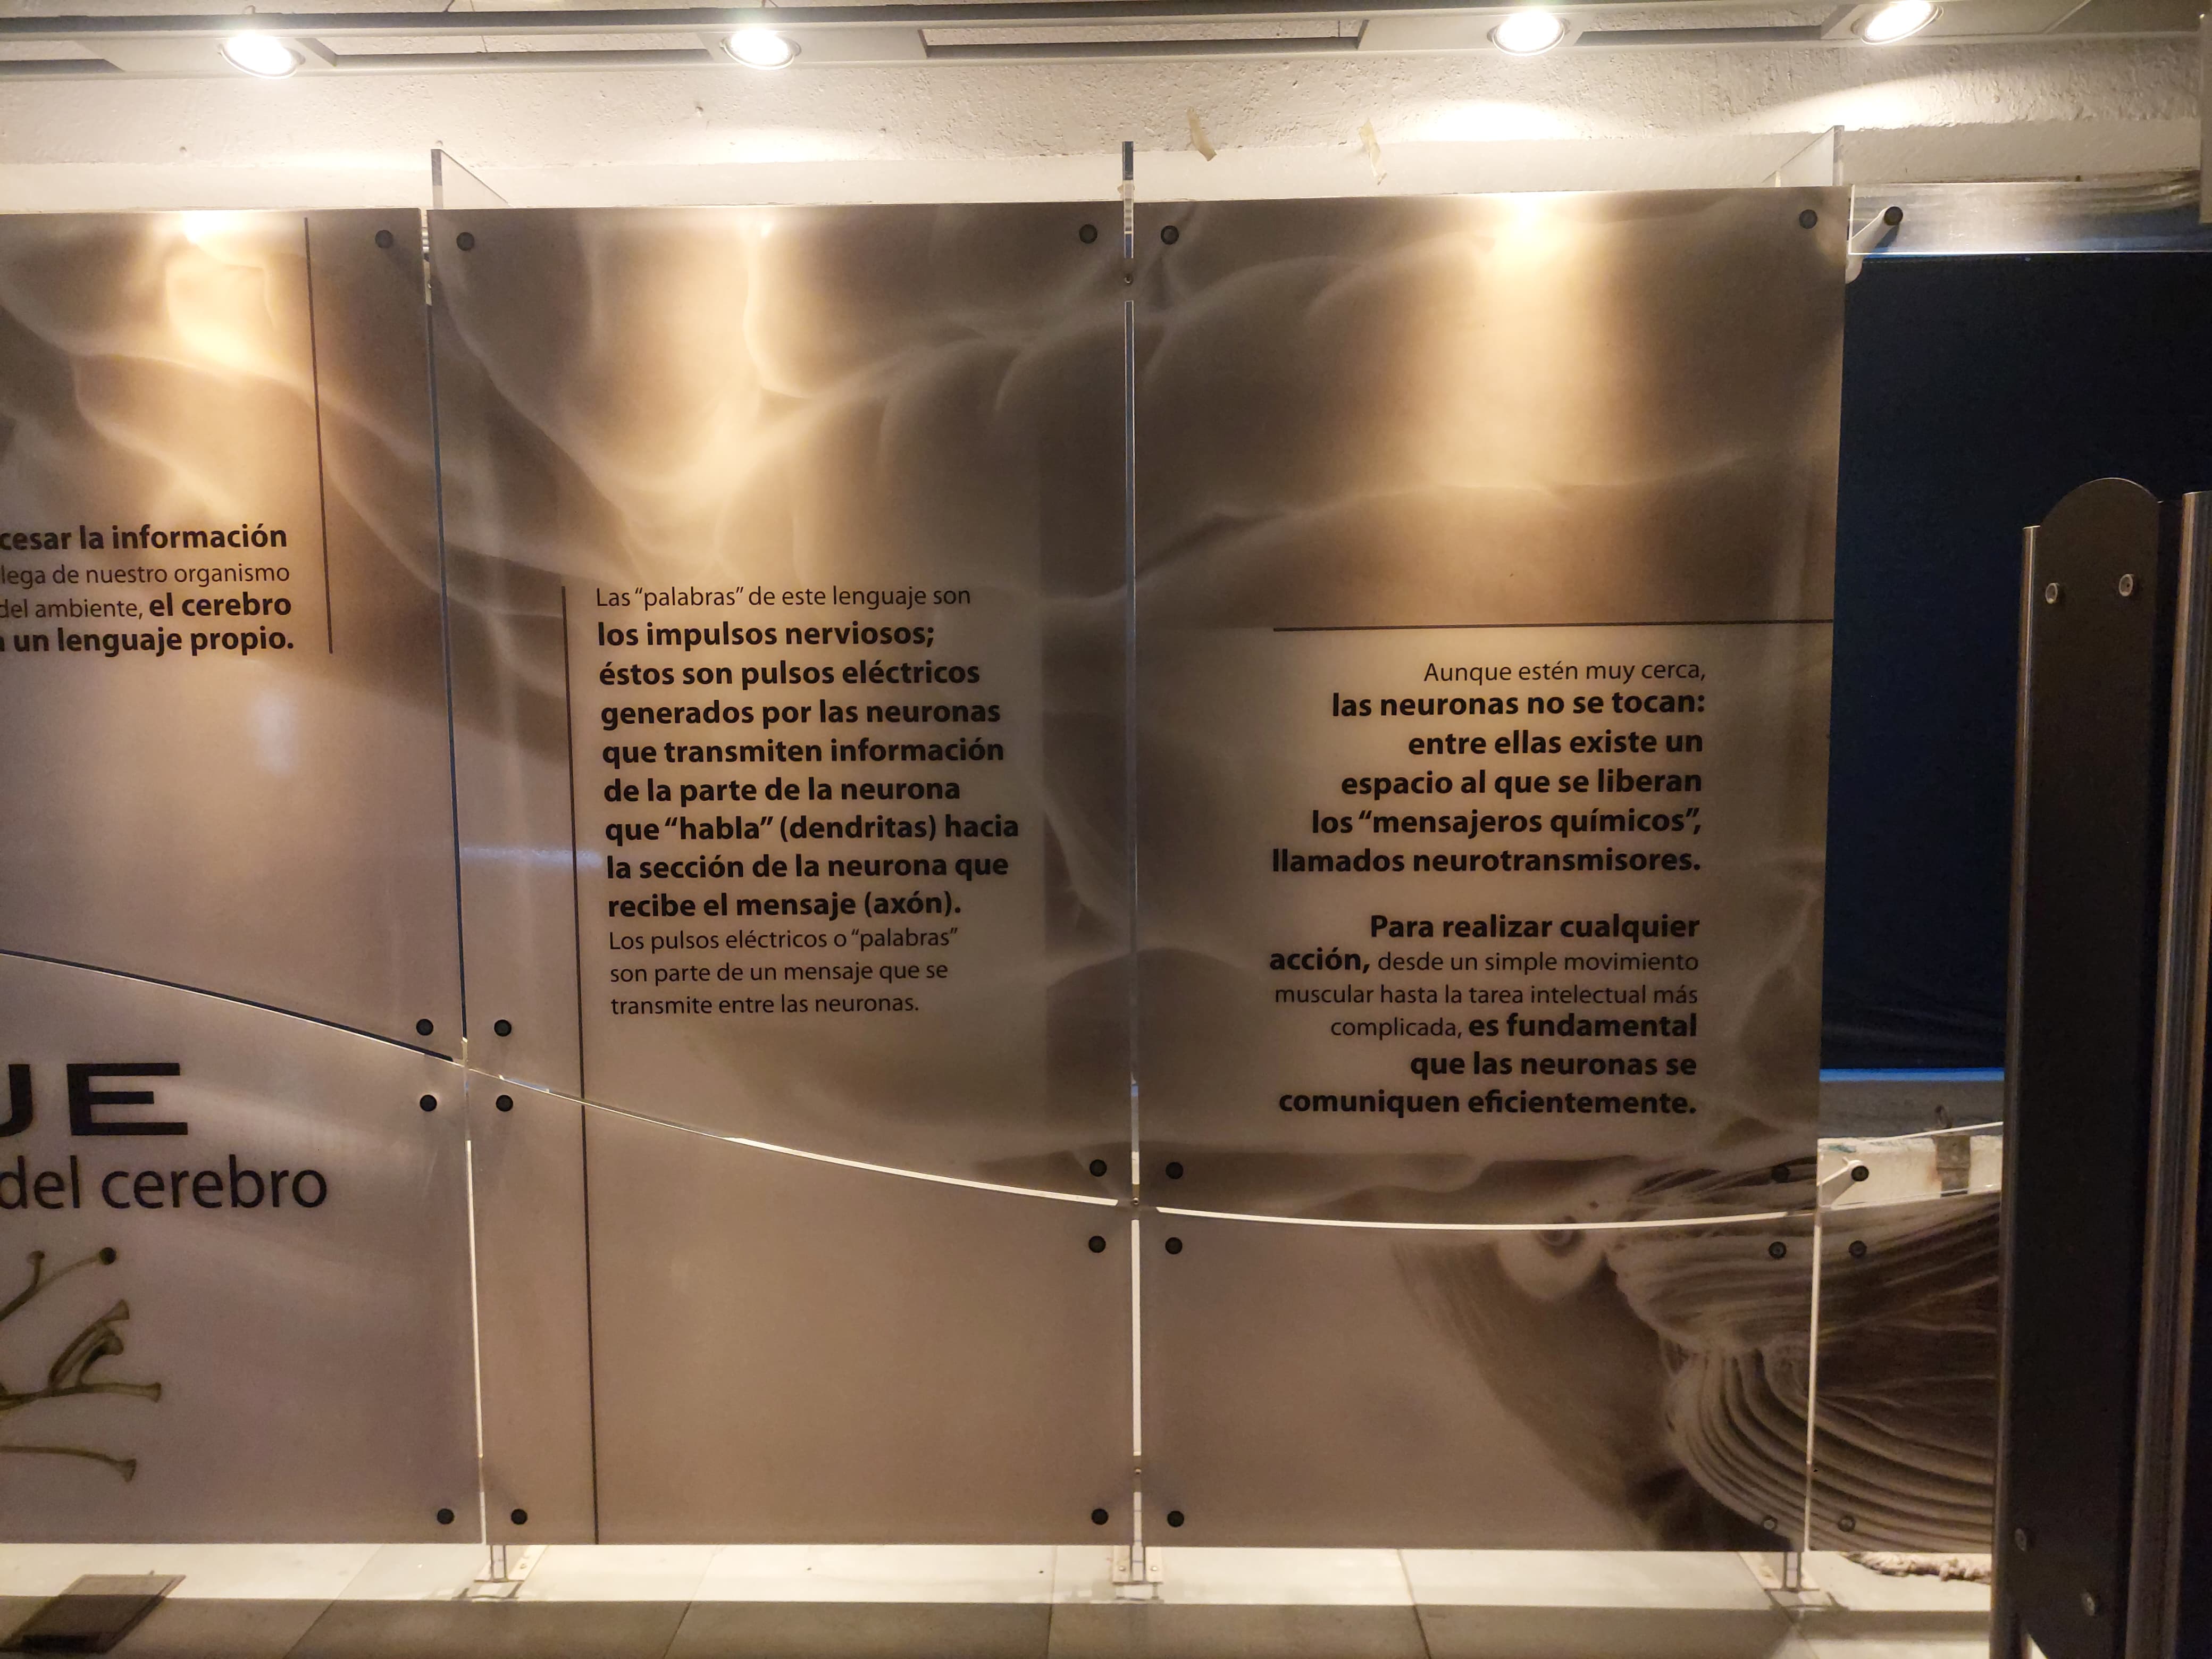 la información
de nuestro organismo
del ambiente, el cerebro
un lenguaje propio.
UE
del cerebro
Las “palabras” de este lenguaje son
los impulsos nerviosos;
éstos son pulsos eléctricos
generados por las neuronas
que transmiten información
de la parte de la neurona
que “habla” (dendritas) hacia
la sección de la neurona que
recibe el mensaje (axón).
Los pulsos eléctricos o “palabras”
son parte de un mensaje que se
transmite entre las neuronas.
Aunque estén muy cerca,
las neuronas no se tocan:
entre ellas existe un
espacio al que se liberan
los “mensajeros químicos”,
llamados neurotransmisores.
Para realizar cualquier
acción, desde un simple movimiento
muscular hasta la tarea intelectual más
complicada, es fundamental
que las neuronas se
comuniquen eficientemente.